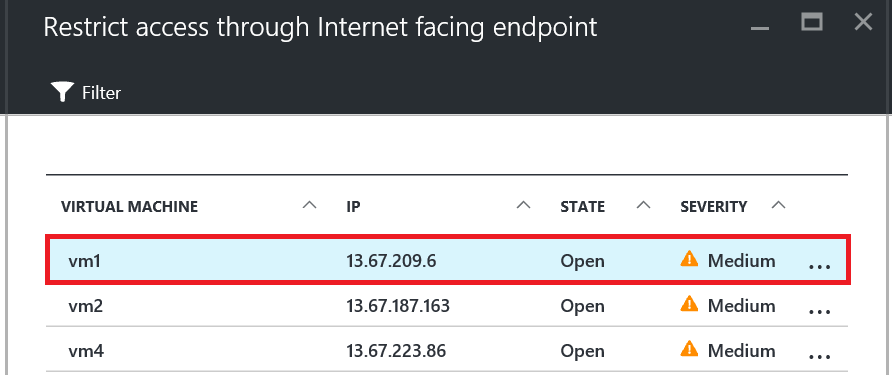 Restrict access through Internet facing endpoint
Filter
VIRTUAL MACHINE IP STATE SEVERITY
vm1 13.67.209.6 Open Medium ...
vm2 13.67.187.163 Open Medium ...
vm4 13.67.223.86 Open Medium ...